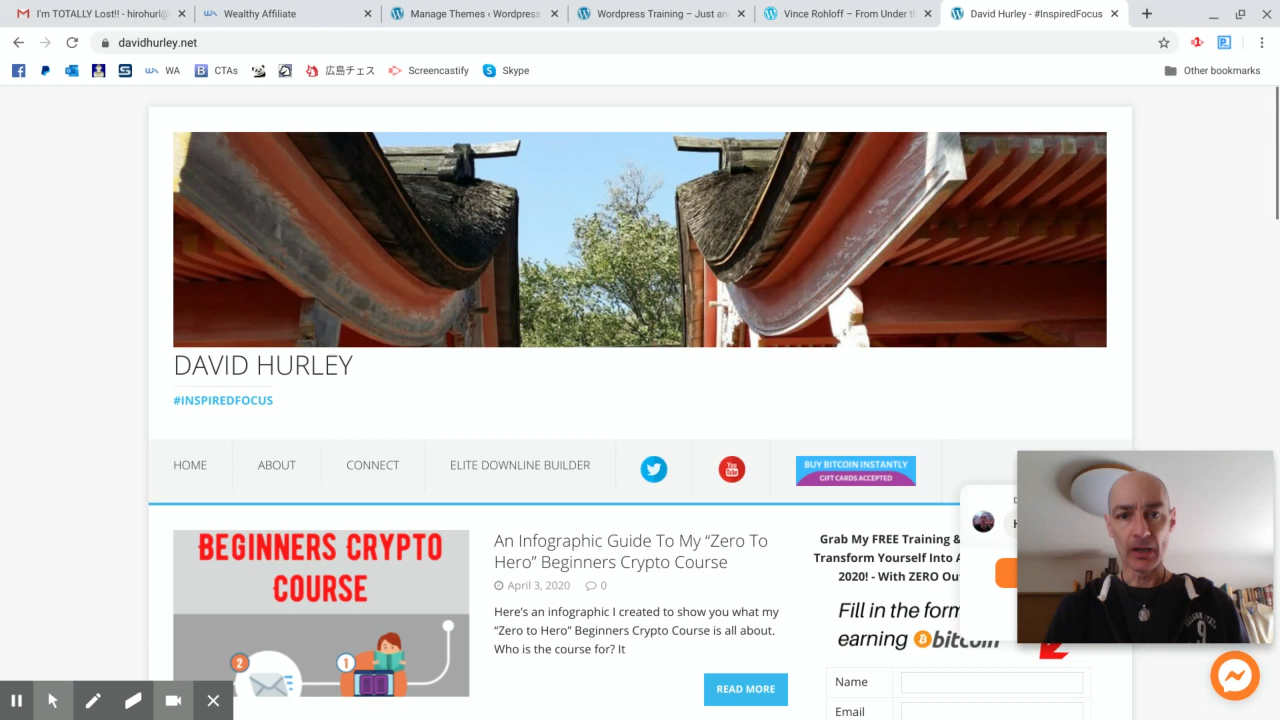 I'm TOTALLY Lost!! - hirohurl@
Wealthy Affiliate
Manage Themes ‹ Wordpress
Wordpress Training – Just an
Vince Rohloff – From Under th
David Hurley - #InspiredFocus
davidhurley.net
WA
CTAs
広島チェス
Screencastify
Skype
Other bookmarks
DAVID HURLEY
#INSPIREDFOCUS
HOME
ABOUT
CONNECT
ELITE DOWNLINE BUILDER
You
BUY BITCOIN INSTANTLY
GIFT CARDS ACCEPTED
BEGINNERS CRYPTO
COURSE
2
1
An Infographic Guide To My “Zero To
Hero” Beginners Crypto Course
April 3, 2020
0
Here’s an infographic I created to show you what my
“Zero to Hero” Beginners Crypto Course is all about.
Who is the course for? It
READ MORE
Grab My FREE Training &
Transform Yourself Into A
2020! - With ZERO Ou
Fill in the form
earning bitcoin
Name
Email
9